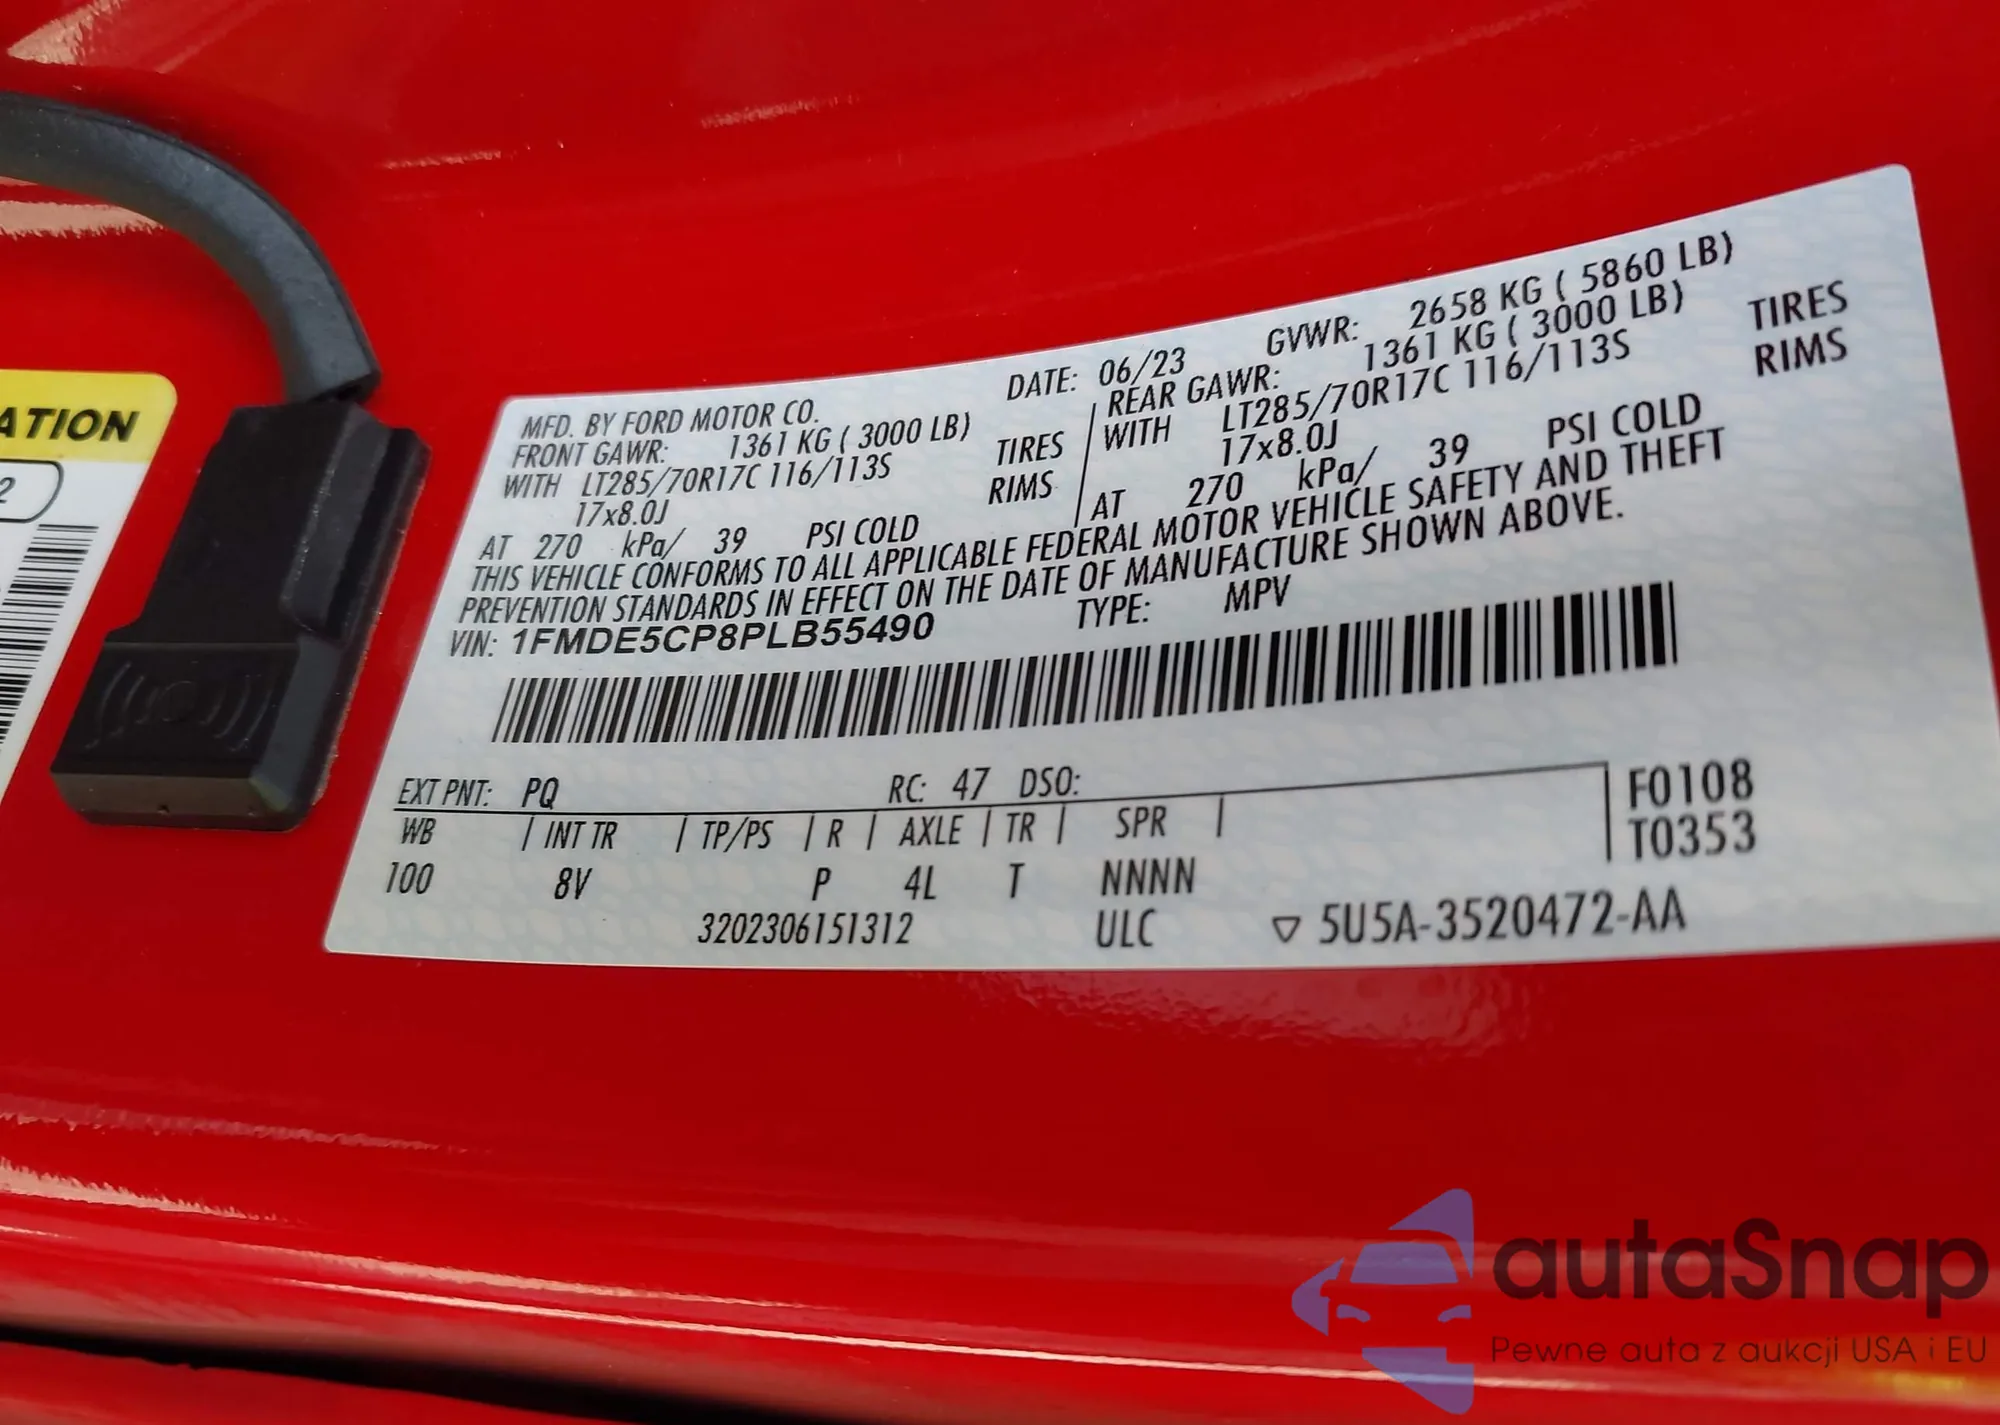 ATION
2
MFD. BY FORD MOTOR CO.
DATE: 06/23 GVWR: 2658 KG ( 5860 LB)
FRONT GAWR: 1361 KG ( 3000 LB)
WITH LT285/70R17C 116/113S TIRES
17x8.0J RIMS
AT 270 kPa/ 39 PSI COLD
REAR GAWR: 1361 KG ( 3000 LB)
WITH LT285/70R17C 116/113S TIRES
17x8.0J RIMS
AT 270 kPa/ 39 PSI COLD
THIS VEHICLE CONFORMS TO ALL APPLICABLE FEDERAL MOTOR VEHICLE SAFETY AND THEFT
PREVENTION STANDARDS IN EFFECT ON THE DATE OF MANUFACTURE SHOWN ABOVE.
VIN: 1FMDE5CP8PLB55490 TYPE: MPV
EXT PNT: PQ RC: 47 DSO:
WB | INT TR | TP/PS | R | AXLE | TR | SPR |
100 8V P 4L T NNNN
F0108
T0353
3202306151312 ULC ▽ 5U5A-3520472-AA
autaSnap
Pewne auta z aukcji USA i EU